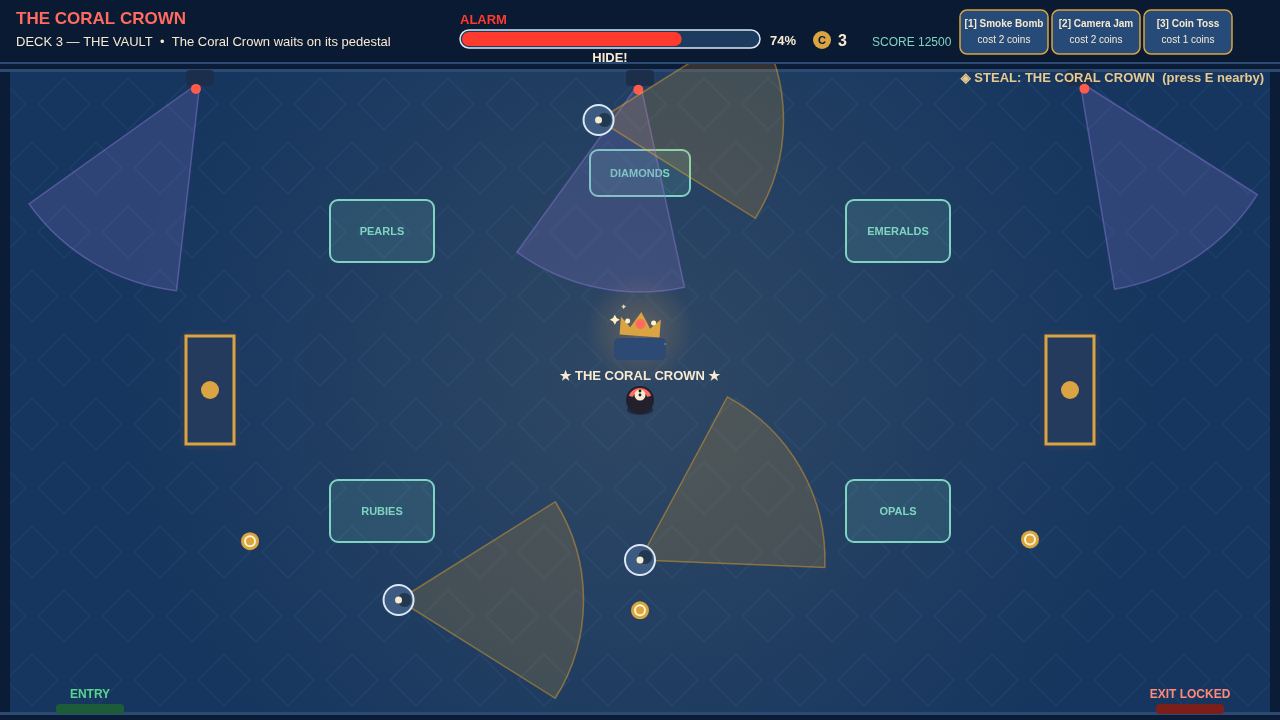 THE CORAL CROWN
DECK 3 — THE VAULT • The Coral Crown waits on its pedestal
ALARM
74%
HIDE!
C 3
SCORE 12500
[1] Smoke Bomb
cost 2 coins
[2] Camera Jam
cost 2 coins
[3] Coin Toss
cost 1 coins
◈ STEAL: THE CORAL CROWN (press E nearby)
DIAMONDS
PEARLS
EMERALDS
★ THE CORAL CROWN ★
RUBIES
OPALS
ENTRY
EXIT LOCKED